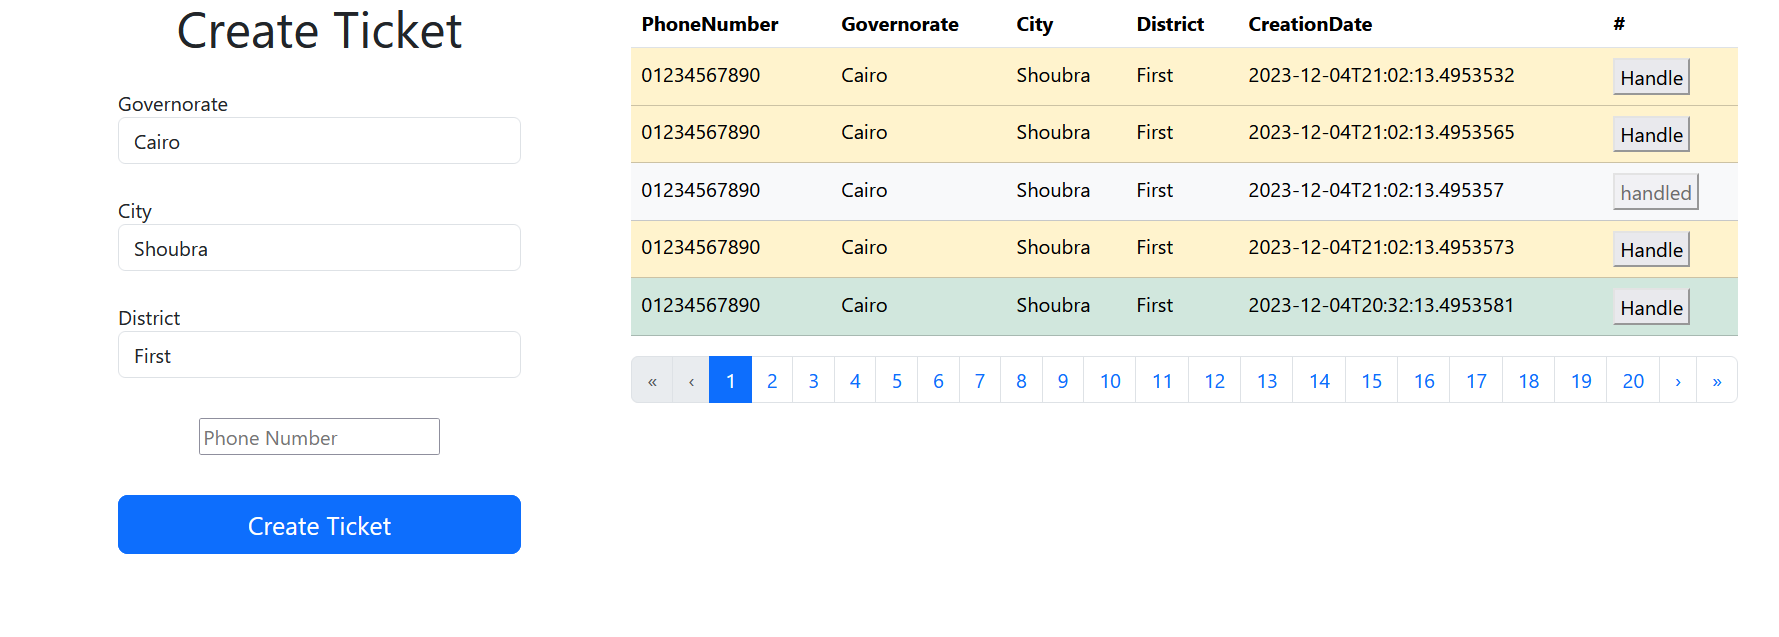 Create Ticket
Governorate
Cairo
City
Shoubra
District
First
Phone Number
Create Ticket
PhoneNumber Governorate City District CreationDate #
01234567890 Cairo Shoubra First 2023-12-04T21:02:13.4953532 Handle
01234567890 Cairo Shoubra First 2023-12-04T21:02:13.4953565 Handle
01234567890 Cairo Shoubra First 2023-12-04T21:02:13.495357 handled
01234567890 Cairo Shoubra First 2023-12-04T21:02:13.4953573 Handle
01234567890 Cairo Shoubra First 2023-12-04T20:32:13.4953581 Handle
« ‹ 1 2 3 4 5 6 7 8 9 10 11 12 13 14 15 16 17 18 19 20 › »